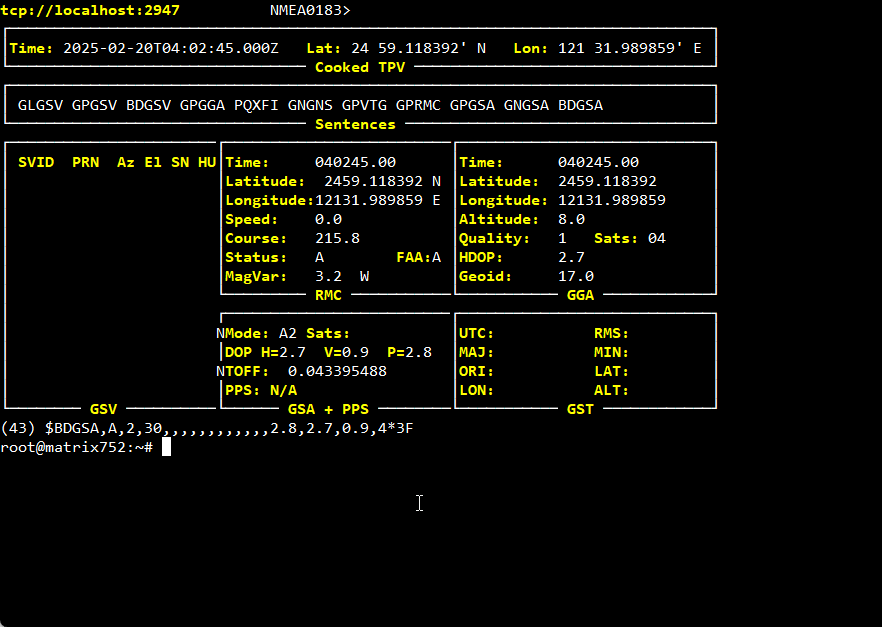 tcp://localhost:2947 NMEA0183>
Time: 2025-02-20T04:02:45.000Z Lat: 24 59.118392' N Lon: 121 31.989859' E
Cooked TPV
GLGSV GPGSV BDGSV GPGGA PQXFI GNGNS GPVTG GPRMC GPGSA GNGSA BDGSA
Sentences
SVID PRN Az El SN HU Time: 040245.00 Time: 040245.00
Latitude: 2459.118392 N Latitude: 2459.118392
Longitude:12131.989859 E Longitude: 12131.989859
Speed: 0.0 Altitude: 8.0
Course: 215.8 Quality: 1 Sats: 04
Status: A FAA:A HDOP: 2.7
MagVar: 3.2 W Geoid: 17.0
RMC GGA
NMode: A2 Sats: UTC: RMS:
DOP H=2.7 V=0.9 P=2.8 MAJ: MIN:
NTOFF: 0.043395488 ORI: LAT:
PPS: N/A LON: ALT:
GSV GSA + PPS GST
(43) $BDGSA,A,2,30,,,,,,,,,,,,2.8,2.7,0.9,4*3F
root@matrix752:~#